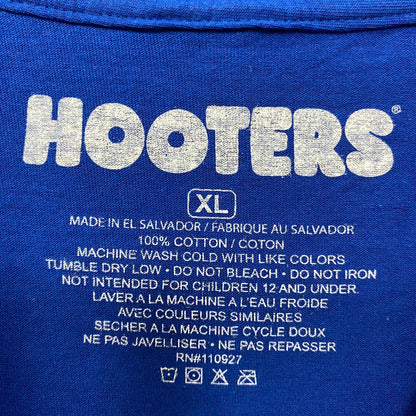 HOOTERS®
XL
MADE IN EL SALVADOR / FABRIQUE AU SALVADOR
100% COTTON / COTON
MACHINE WASH COLD WITH LIKE COLORS
TUMBLE DRY LOW • DO NOT BLEACH • DO NOT IRON
NOT INTENDED FOR CHILDREN 12 AND UNDER.
LAVER A LA MACHINE A L'EAU FROIDE
AVEC COULEURS SIMILAIRES
SECHER A LA MACHINE CYCLE DOUX
NE PAS JAVELLISER • NE PAS REPASSER
RN#110927